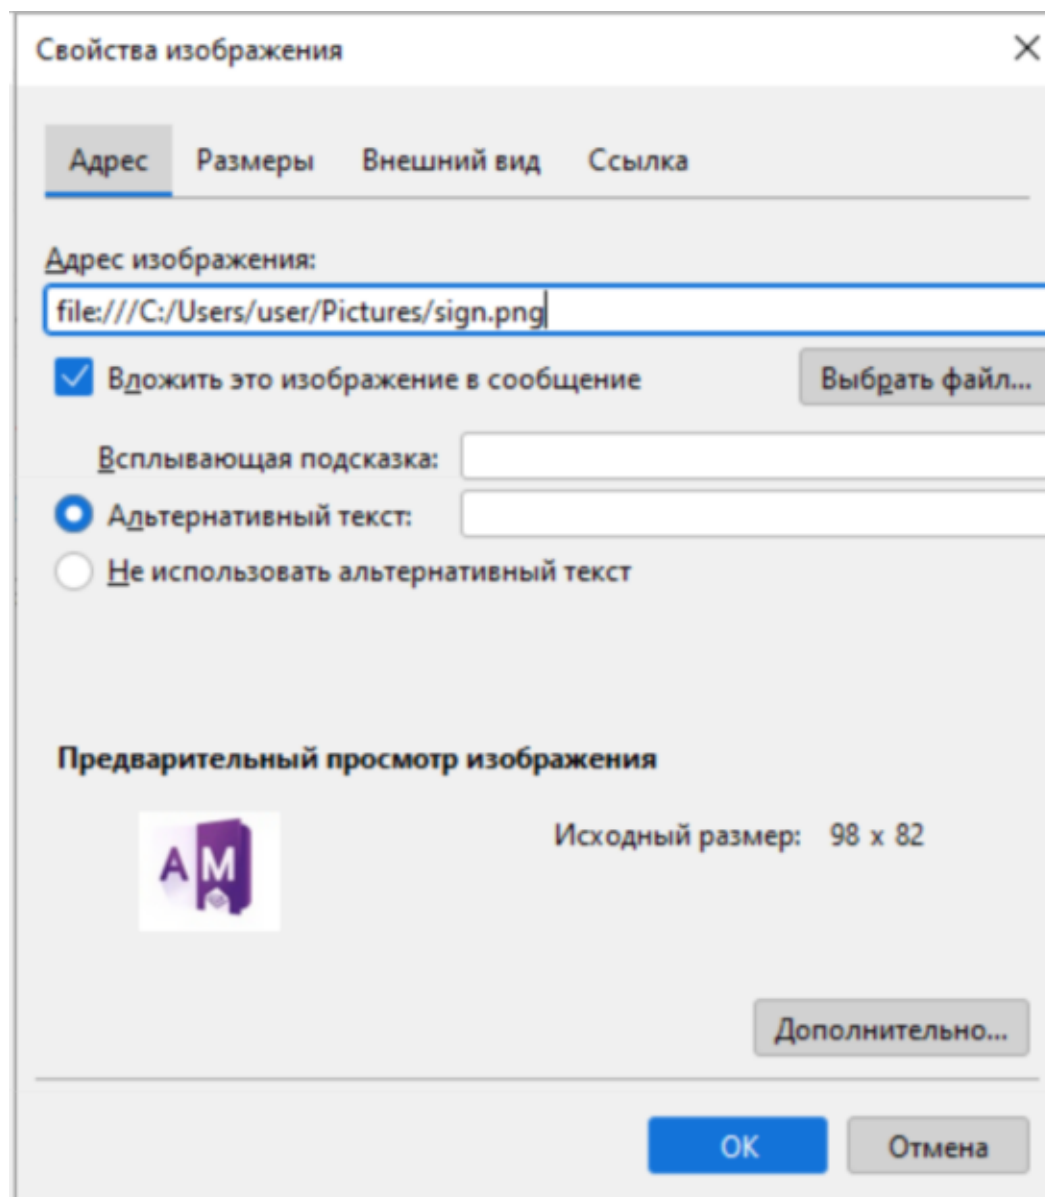 Свойства изображения
Адрес Размеры Внешний вид Ссылка
Адрес изображения:
file:///C:/Users/user/Pictures/sign.png
Вложить это изображение в сообщение Выбрать файл...
Всплывающая подсказка:
Альтернативный текст:
Не использовать альтернативный текст
Предварительный просмотр изображения
AM Исходный размер: 98 x 82
Дополнительно...
ОК Отмена